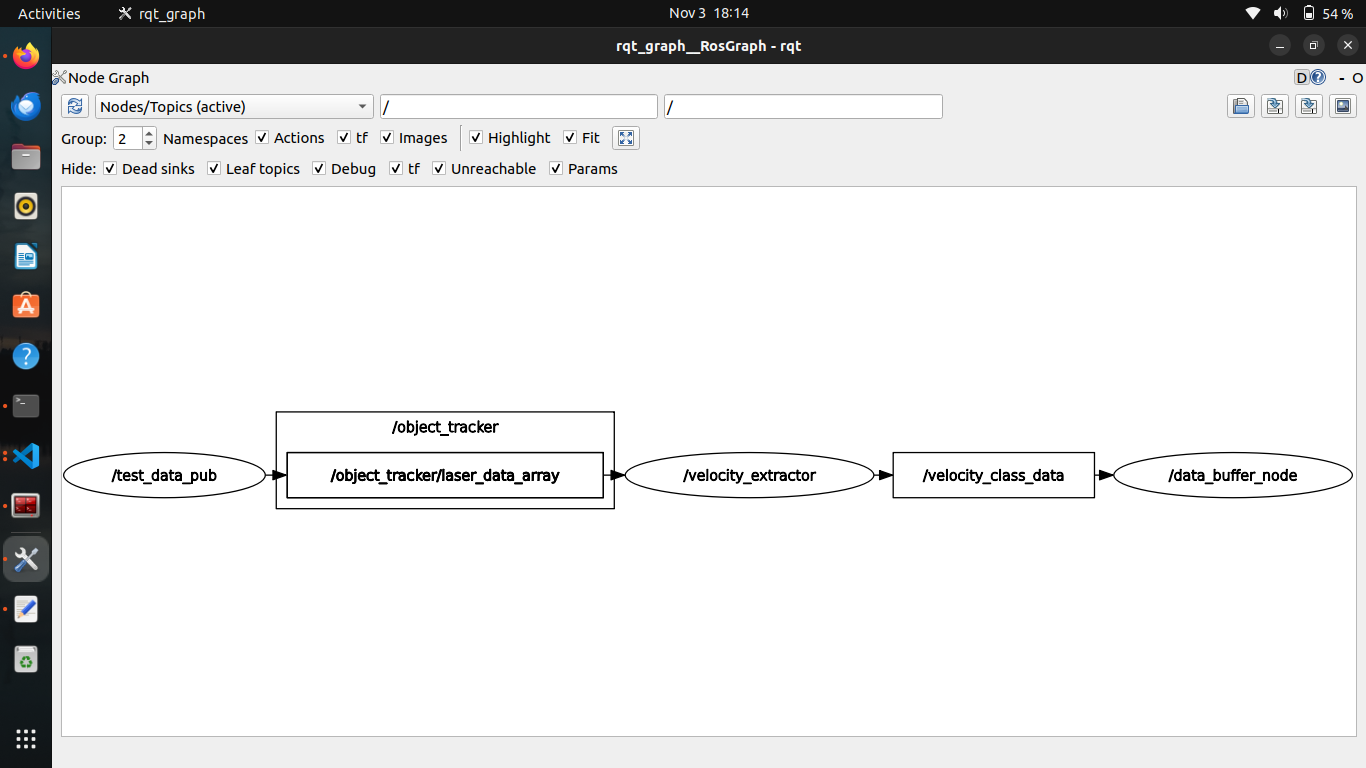 Activities rqt_graph Nov 3 18:14 54 %
rqt_graph__RosGraph - rqt
Node Graph D ? - O
Nodes/Topics (active) / /
Group: 2 Namespaces Actions tf Images Highlight Fit
Hide: Dead sinks Leaf topics Debug tf Unreachable Params
/object_tracker
/test_data_pub /object_tracker/laser_data_array /velocity_extractor /velocity_class_data /data_buffer_node